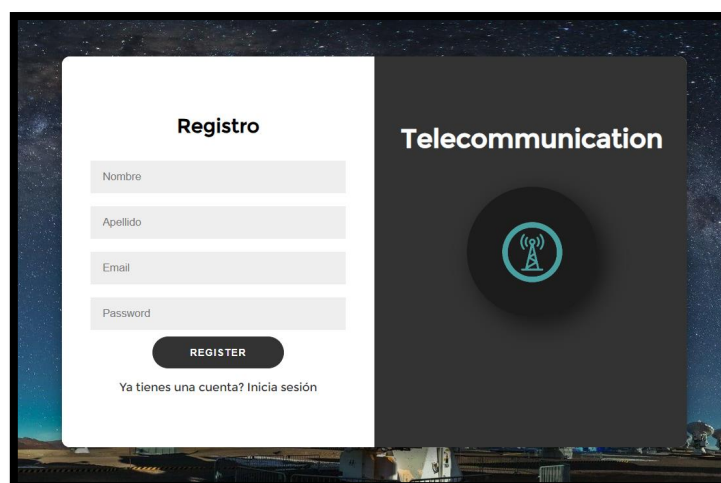 Registro
Nombre
Apellido
Email
Password
REGISTER
Ya tienes una cuenta? Inicia sesión
Telecommunication